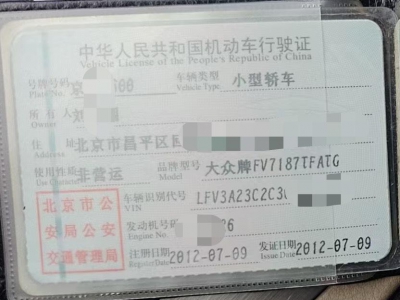 中华人民共和国机动车行驶证
Vehicle License of the People's Republic of China
号牌号码 京 600 车辆类型 小型轿车
Plate No. Vehicle Type
所有人 刘
Owner
住 址 北京市昌平区
Address
使用性质 非营运 品牌型号 大众牌FV7187TFATG
Use Character Model
北京市公安局公安交通管理局
车辆识别代号 LFV3A23C2C3
VIN
发动机号码 6
Engine No.
注册日期 2012-07-09 发证日期 2012-07-09
Register Date Issue Date